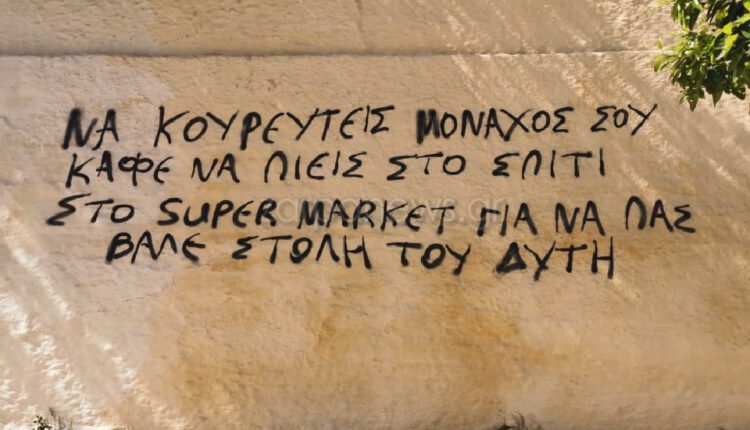 ΝΑ ΚΟΥΡΕΥΤΕΙΣ ΜΟΝΑΧΟΣ ΣΟΥ
ΚΑΦΕ ΝΑ ΠΙΕΙΣ ΣΤΟ ΣΠΙΤΙ
ΣΤΟ SUPER MARKET ΓΙΑ ΝΑ ΠΑΣ
ΒΑΛΕ ΣΤΟΛΗ ΤΟΥ ΔΥΤΗ